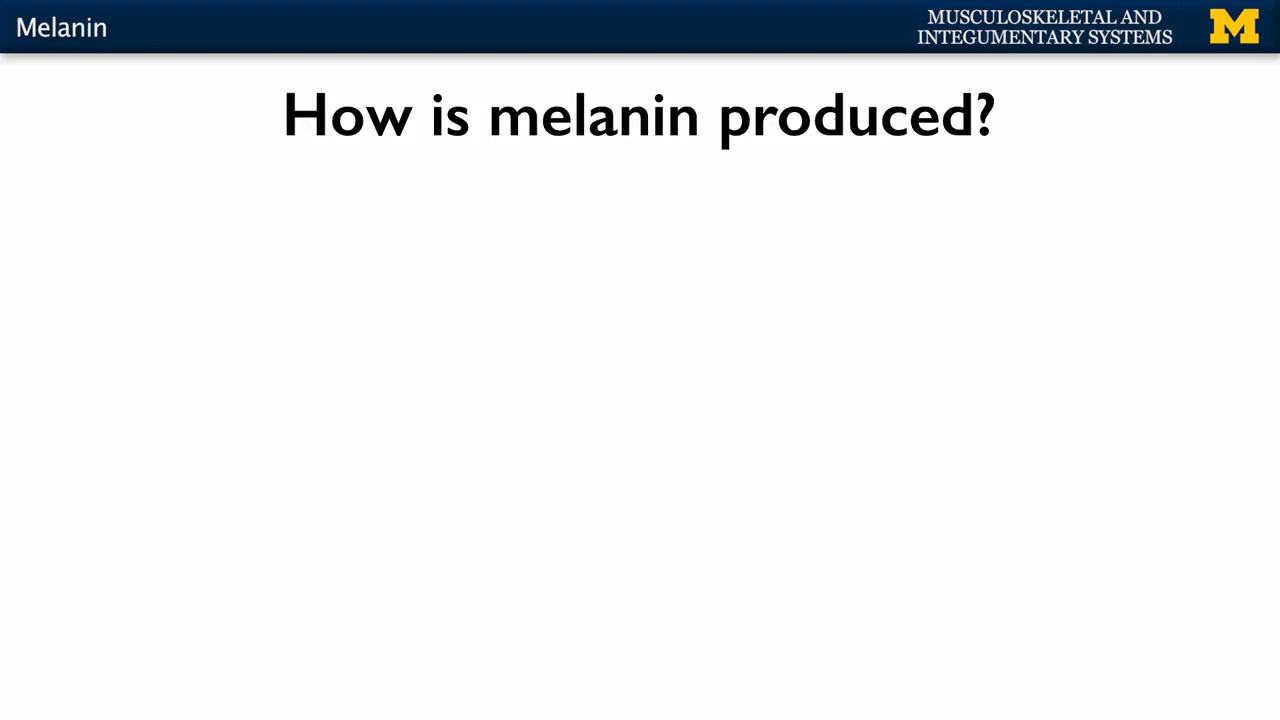 Melanin
MUSCULOSKELETAL AND
INTEGUMENTARY SYSTEMS
M
How is melanin produced?